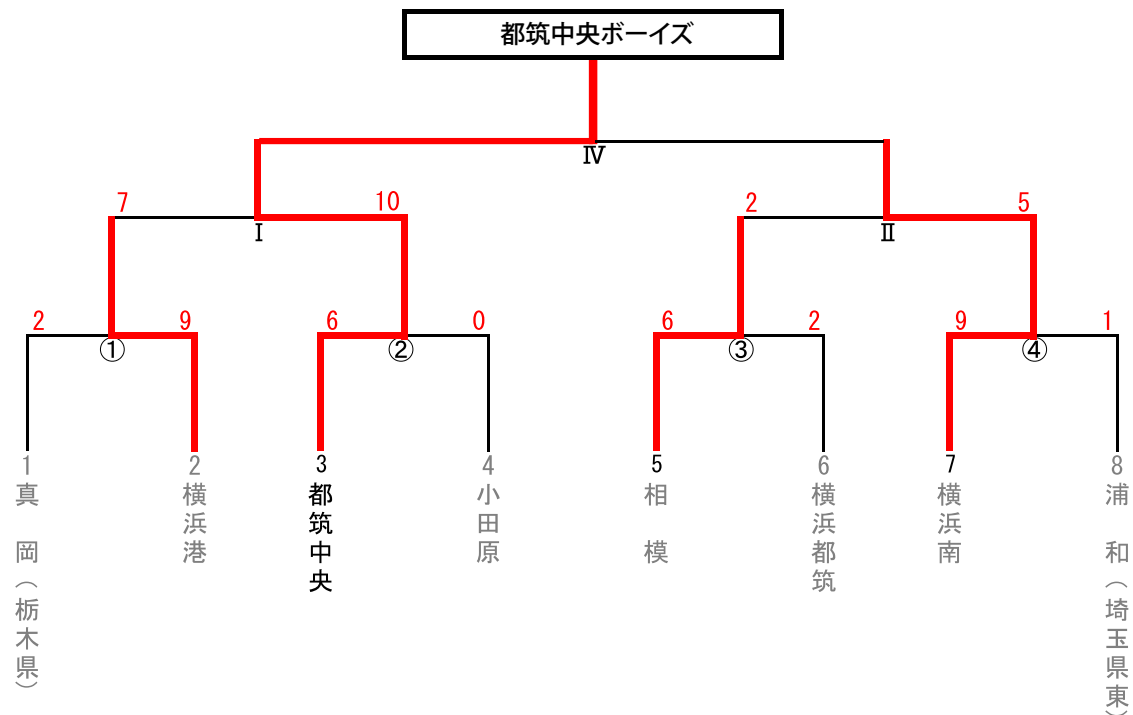 都筑中央ボーイズ
Ⅳ
7 10 2 5
Ⅰ Ⅱ
2 9 6 0 6 2 9 1
① ② ③ ④
1 2 3 4 5 6 7 8
真岡（栃木県）
横浜港
都筑中央
小田原
相模
横浜都筑
横浜南
浦和（埼玉県東）